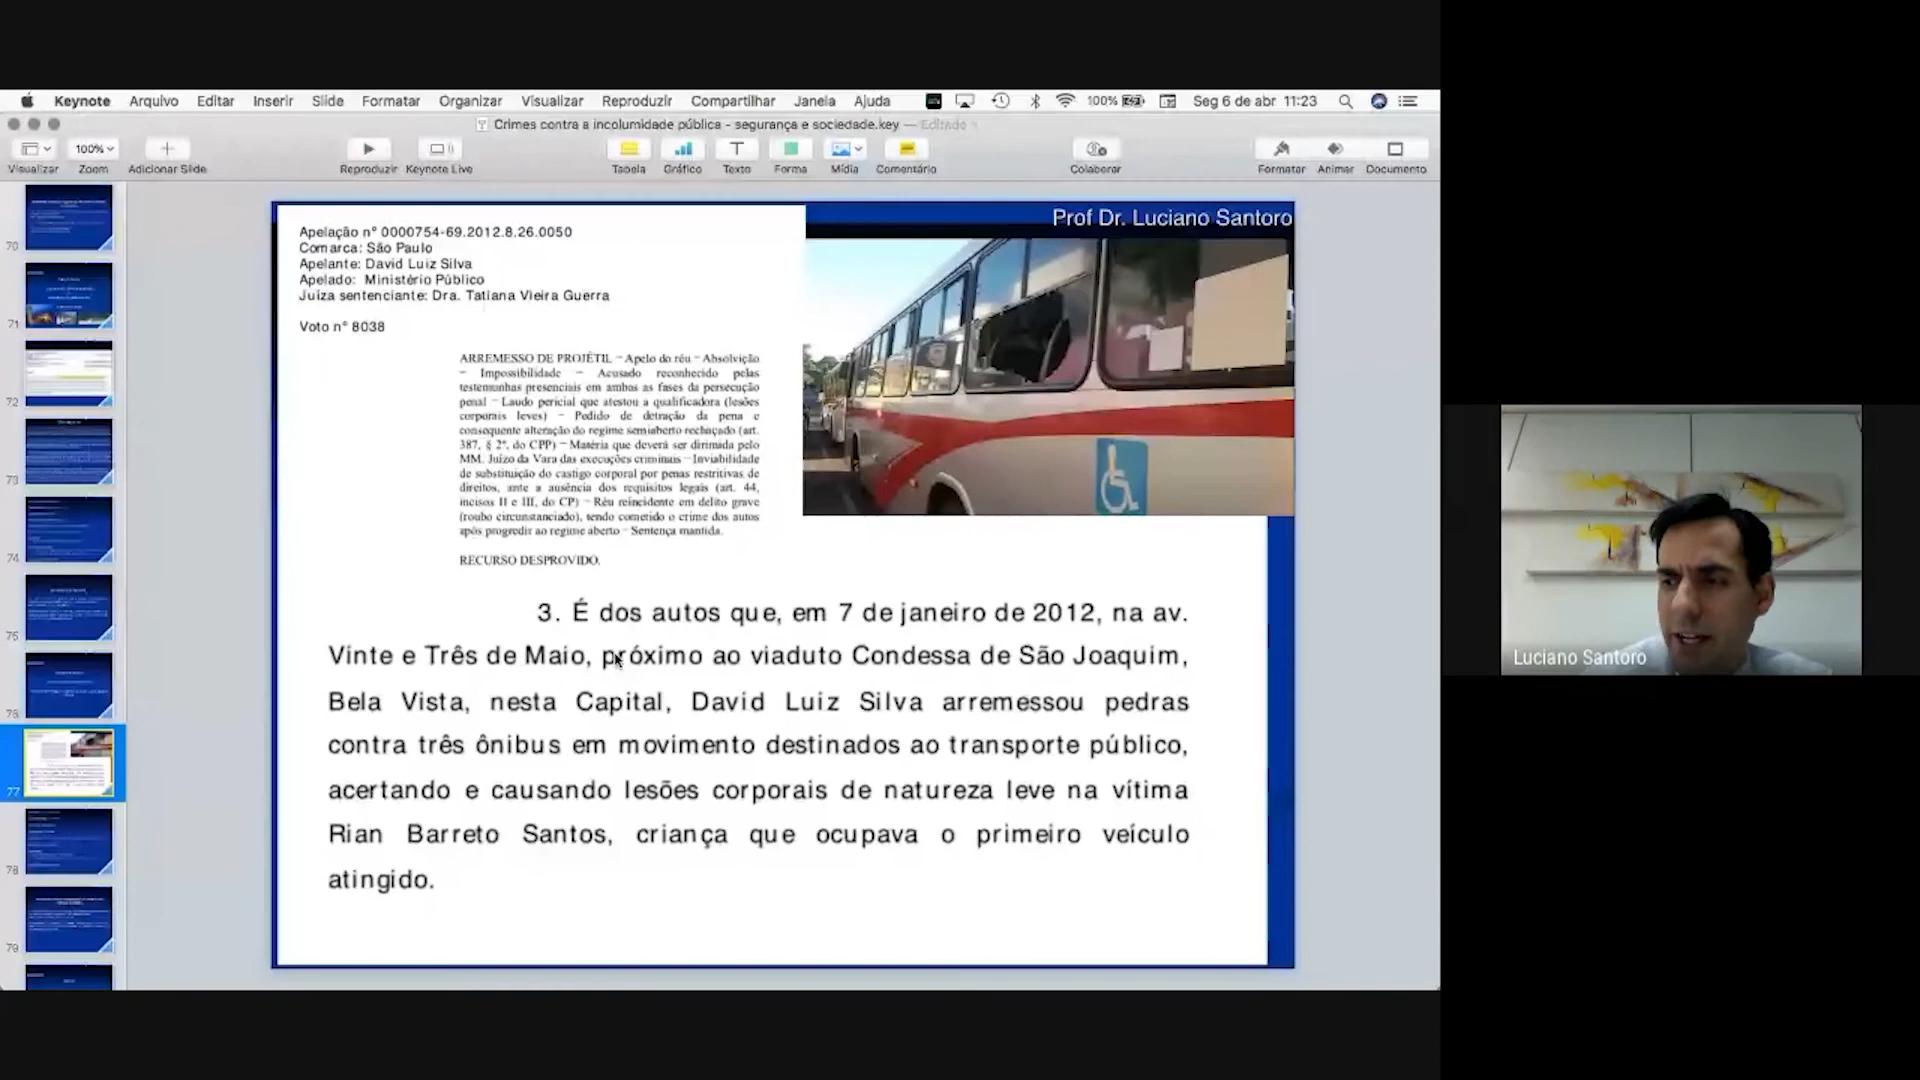 Keynote Arquivo Editar Inserir Slide Formatar Organizar Visualizar Reproduzir Compartilhar Janela Ajuda 100% Seg 6 de abr 11:23
Crimes contra a incolumidade pública - segurança e sociedade.key — Editado
100%
Visualizar Zoom Adicionar Slide Reproduzir Keynote Live Tabela Gráfico Texto Forma Mídia Comentário Colaborar Formatar Animar Documento
70
71
72
73
74
75
76
77
78
79
Prof Dr. Luciano Santoro
Apelação nº 0000754-69.2012.8.26.0050
Comarca: São Paulo
Apelante: David Luiz Silva
Apelado: Ministério Público
Juíza sentenciante: Dra. Tatiana Vieira Guerra
Voto nº 8038
ARREMESSO DE PROJÉTIL – Apelo do réu – Absolvição
– Impossibilidade – Acusado reconhecido pelas
testemunhas presenciais em ambas as fases da persecução
penal – Laudo pericial que atestou a qualificadora (lesões
corporais leves) – Pedido de detração da pena e
consequente alteração do regime semiaberto rechaçado (art.
387, § 2º, do CPP) – Matéria que deverá ser dirimida pelo
MM. Juízo da Vara das execuções criminais – Inviabilidade
de substituição do castigo corporal por penas restritivas de
direitos, ante a ausência dos requisitos legais (art. 44,
incisos II e III, do CP) – Réu reincidente em delito grave
(roubo circunstanciado), tendo cometido o crime dos autos
após progredir ao regime aberto – Sentença mantida.
RECURSO DESPROVIDO.
3. É dos autos que, em 7 de janeiro de 2012, na av.
Vinte e Três de Maio, próximo ao viaduto Condessa de São Joaquim,
Bela Vista, nesta Capital, David Luiz Silva arremessou pedras
contra três ônibus em movimento destinados ao transporte público,
acertando e causando lesões corporais de natureza leve na vítima
Rian Barreto Santos, criança que ocupava o primeiro veículo
atingido.
Luciano Santoro